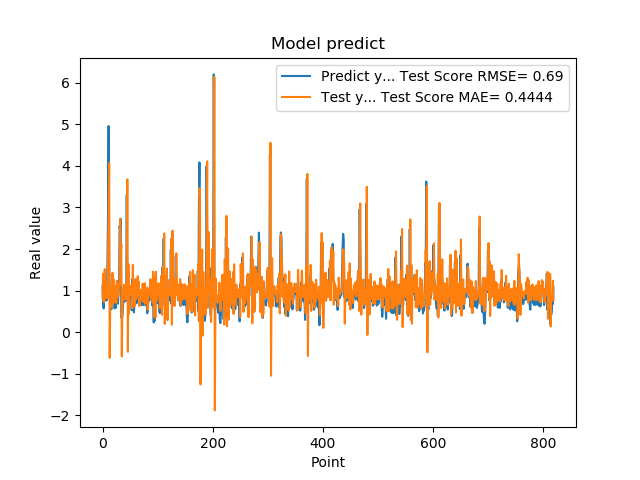 Model predict
Predict y... Test Score RMSE= 0.69
Test y... Test Score MAE= 0.4444
6
5
4
3
2
1
0
−1
−2
Real value
0 200 400 600 800
Point